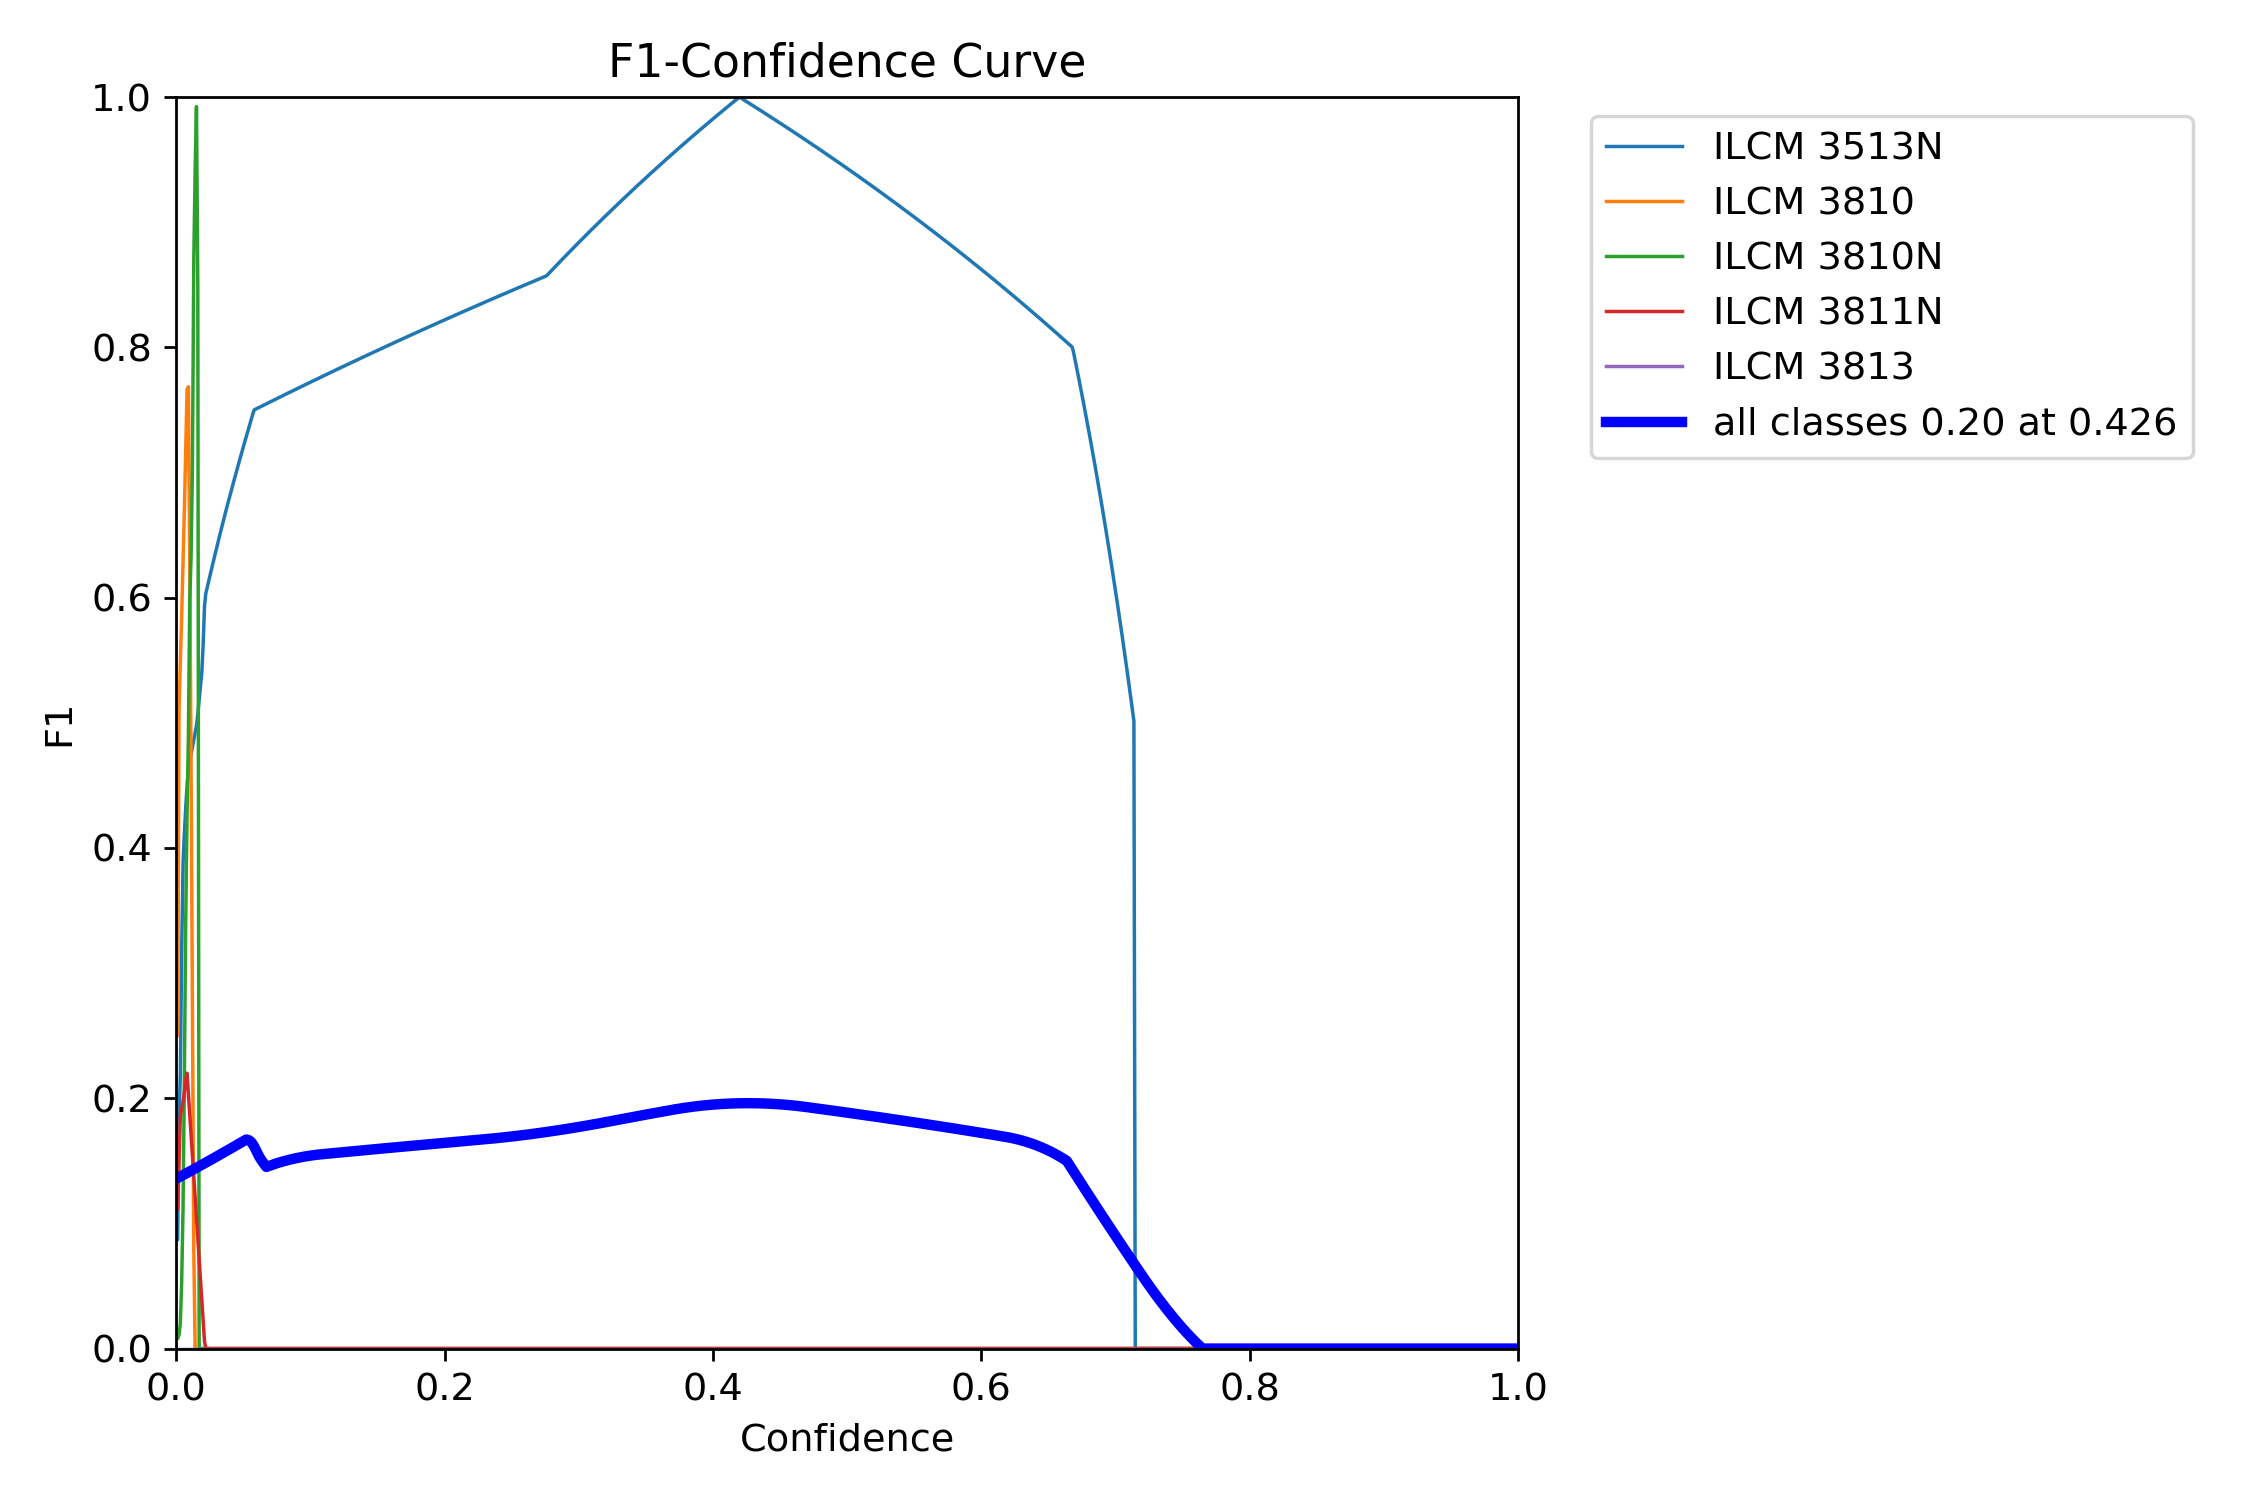 F1-Confidence Curve
1.0
0.8
0.6
0.4
0.2
0.0
F1
0.0 0.2 0.4 0.6 0.8 1.0
Confidence
ILCM 3513N
ILCM 3810
ILCM 3810N
ILCM 3811N
ILCM 3813
all classes 0.20 at 0.426